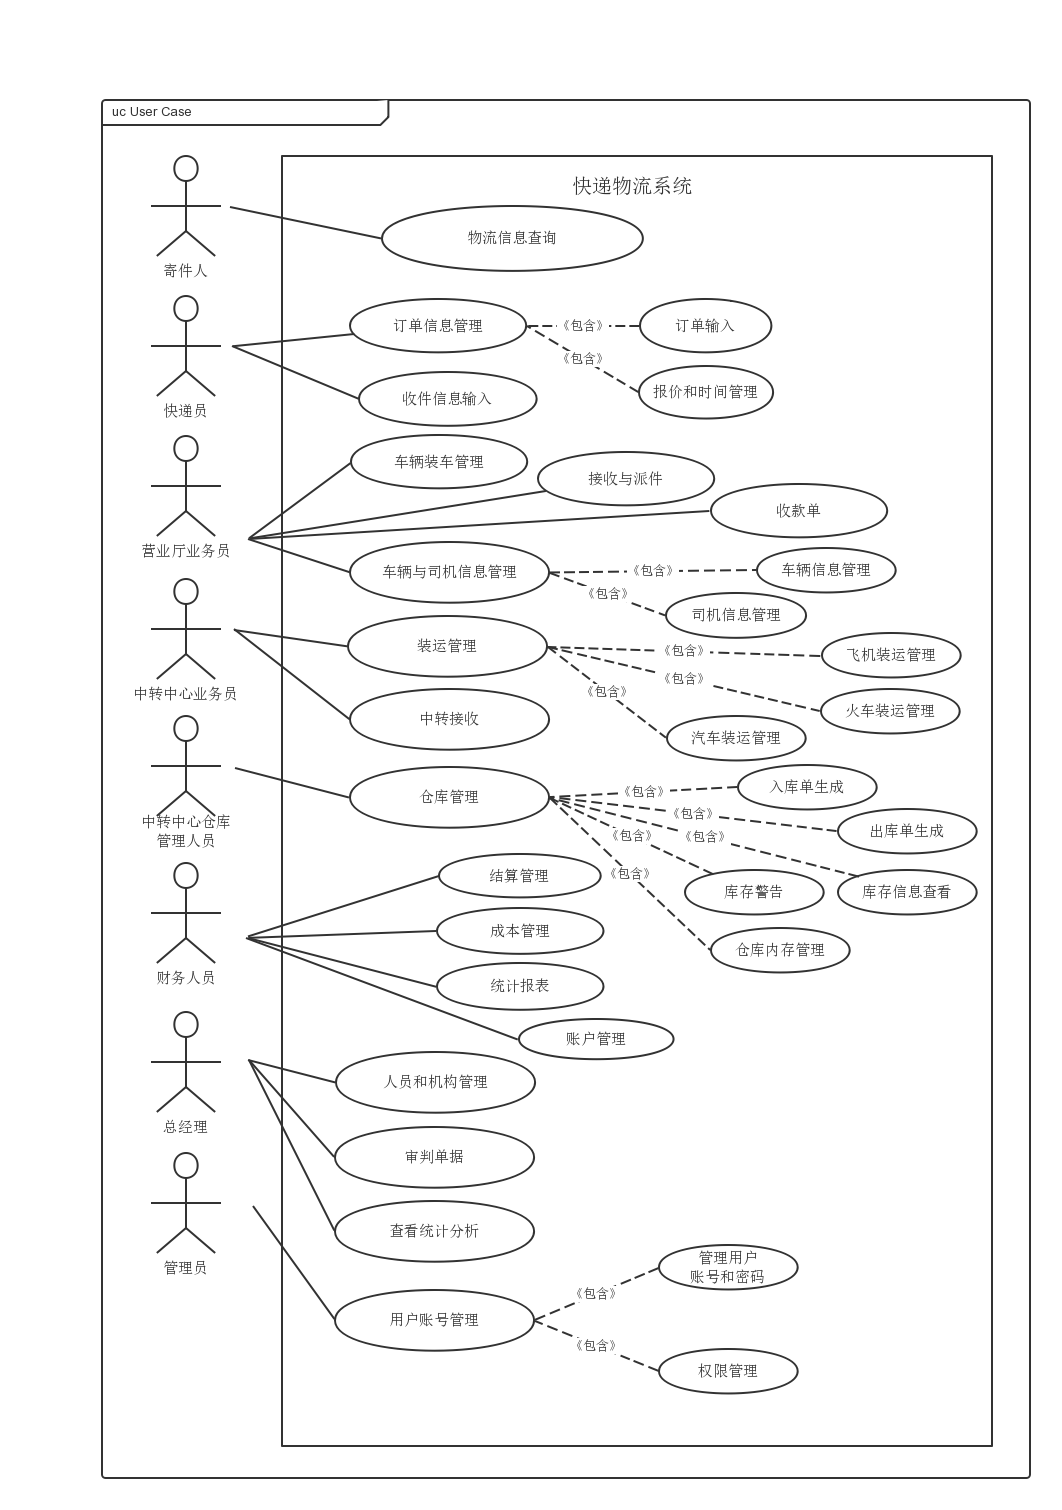 uc User Case
快递物流系统
寄件人
物流信息查询
快递员
订单信息管理
《包含》
订单输入
《包含》
报价和时间管理
收件信息输入
营业厅业务员
车辆装车管理
接收与派件
收款单
车辆与司机信息管理
《包含》
车辆信息管理
《包含》
司机信息管理
中转中心业务员
装运管理
《包含》
飞机装运管理
《包含》
火车装运管理
《包含》
汽车装运管理
中转接收
中转中心仓库
管理人员
仓库管理
《包含》
入库单生成
《包含》
出库单生成
《包含》
库存警告
《包含》
库存信息查看
《包含》
仓库内存管理
财务人员
结算管理
成本管理
统计报表
账户管理
总经理
人员和机构管理
审判单据
查看统计分析
管理员
用户账号管理
《包含》
管理用户
账号和密码
《包含》
权限管理